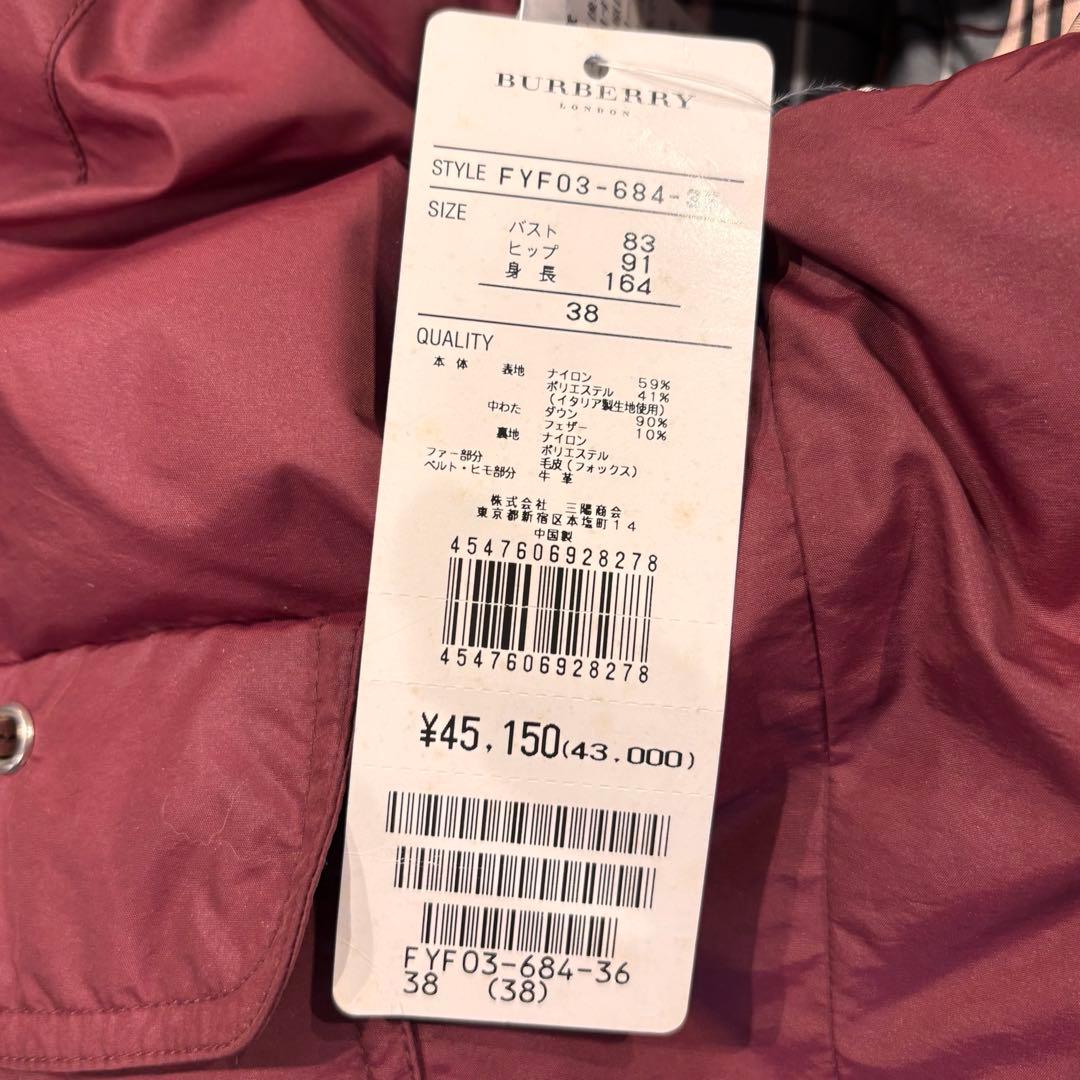 BURBERRY
LONDON
STYLE FYF03-684-
SIZE
バスト 83
ヒップ 91
身長 164
38
QUALITY
本体 表地 ナイロン 59%
ポリエステル 41%
(イタリア製生地使用)
中わた ダウン 90%
フェザー 10%
裏地 ナイロン
ポリエステル
ファー部分 毛皮(フォックス)
ベルト・ヒモ部分 牛革
株式会社 三陽商会
東京都新宿区本塩町14
中国製
4547606928278
4547606928278
¥45,150(43,000)
FYF03-684-36
38 (38)